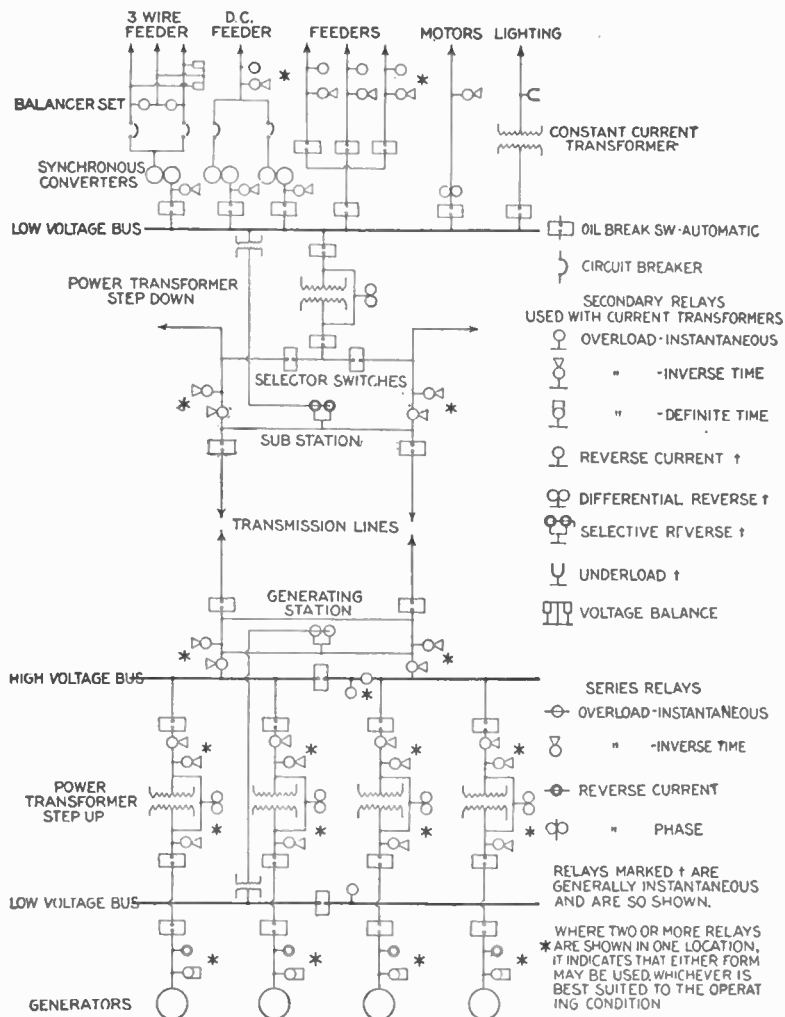 3 WIRE
FEEDER
D.C.
FEEDER
FEEDERS
MOTORS
LIGHTING
*
*
BALANCER SET
CONSTANT CURRENT
TRANSFORMER
SYNCHRONOUS
CONVERTERS
LOW VOLTAGE BUS
OIL BREAK SW-AUTOMATIC
CIRCUIT BREAKER
POWER TRANSFORMER
STEP DOWN
SECONDARY RELAYS
USED WITH CURRENT TRANSFORMERS
OVERLOAD-INSTANTANEOUS
" -INVERSE TIME
" -DEFINITE TIME
REVERSE CURRENT †
DIFFERENTIAL REVERSE †
SELECTIVE REVERSE †
UNDERLOAD †
VOLTAGE BALANCE
SELECTOR SWITCHES
*
*
SUB STATION
TRANSMISSION LINES
GENERATING
STATION
*
*
HIGH VOLTAGE BUS
*
SERIES RELAYS
OVERLOAD-INSTANTANEOUS
" -INVERSE TIME
REVERSE CURRENT
" PHASE
* * * *
POWER
TRANSFORMER
STEP UP
* * * *
RELAYS MARKED † ARE
GENERALLY INSTANTANEOUS
AND ARE SO SHOWN.
LOW VOLTAGE BUS
WHERE TWO OR MORE RELAYS
* ARE SHOWN IN ONE LOCATION,
IT INDICATES THAT EITHER FORM
MAY BE USED, WHICHEVER IS
BEST SUITED TO THE OPERAT
ING CONDITION
* * * *
GENERATORS